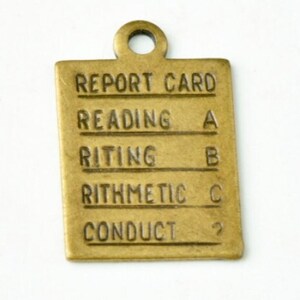 REPORT CARD
READING A
RITING B
RITHMETIC C
CONDUCT ?